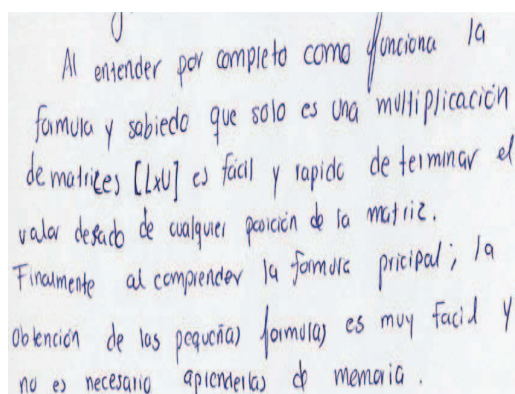 Al entender por completo como funciona la
formula y sabiedo que solo es una multiplicación
de matrices [LxU] es fácil y rapido de terminar el
valor desado de cualquier posición de la matriz.
Finalmente al comprender la formula pricipal; la
obtención de las pequeñas formulas es muy facil y
no es necesario aprenderlas de memoria.